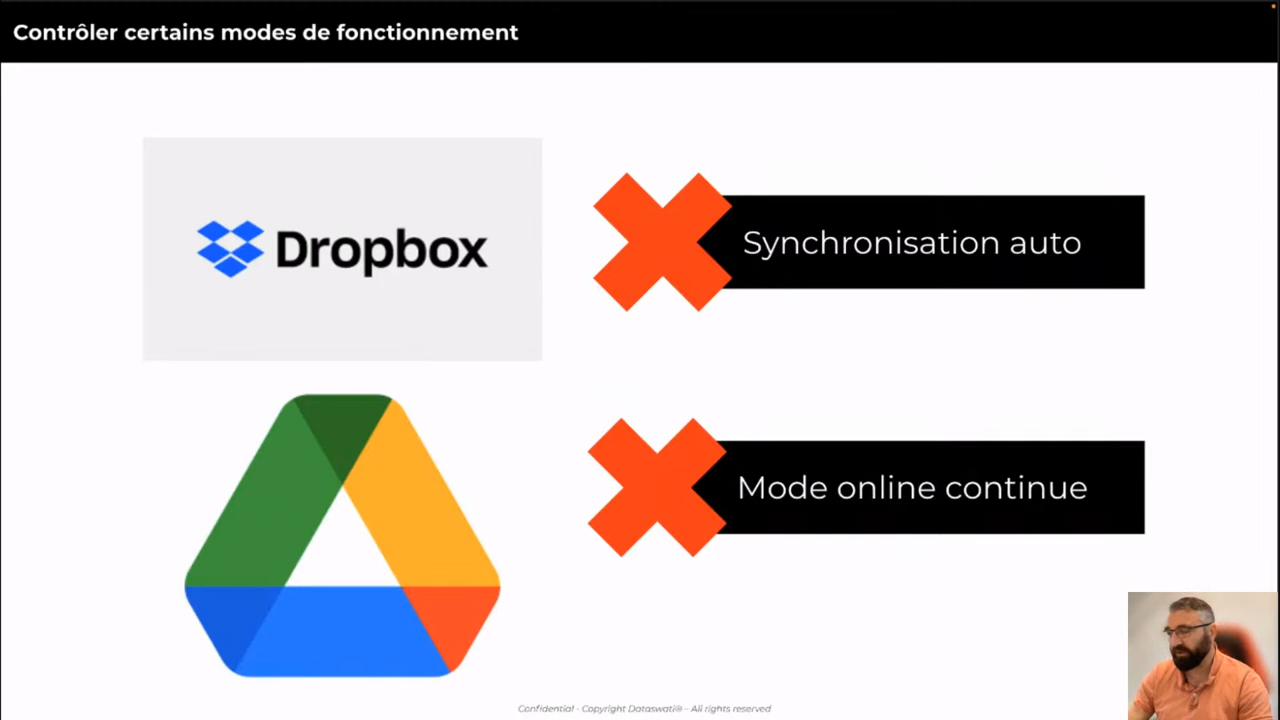 Contrôler certains modes de fonctionnement
Dropbox
Synchronisation auto
Mode online continue
Confidential - Copyright Dataswati® - All rights reserved